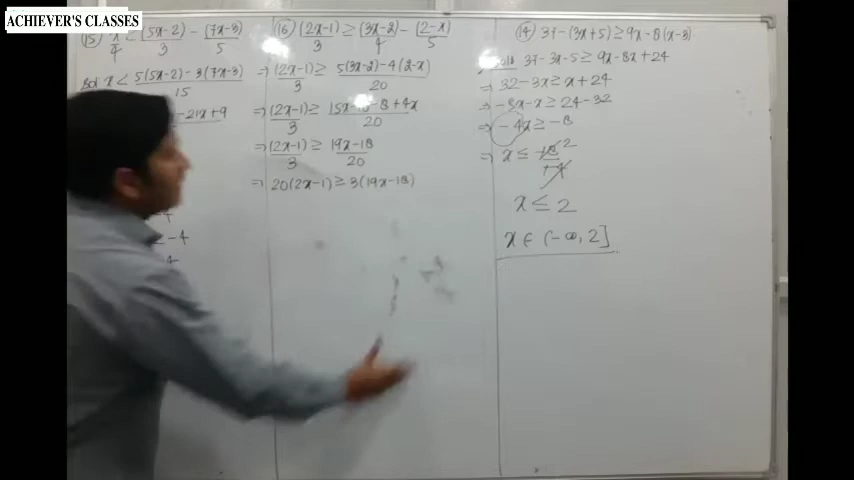 ACHIEVER'S CLASSES
15) x/4 < (5x-2)/3 - (7x-3)/5
Sol x < 5(5x-2)-3(7x-3)/15
-21x+9
-4
16) (2x-1)/3 ≥ (3x-2)/4 - (2-x)/5
⇒ (2x-1)/3 ≥ 5(3x-2)-4(2-x)/20
⇒ (2x-1)/3 ≥ 15x-10-8+4x/20
⇒ (2x-1)/3 ≥ 19x-18/20
⇒ 20(2x-1) ≥ 3(19x-18)
14) 37-(3x+5) ≥ 9x-8(x-3)
37-3x-5 ≥ 9x-8x+24
⇒ 32-3x ≥ x+24
⇒ -3x-x ≥ 24-32
⇒ -4x ≥ -8
x ≤ 2
x ∈ (-∞, 2]